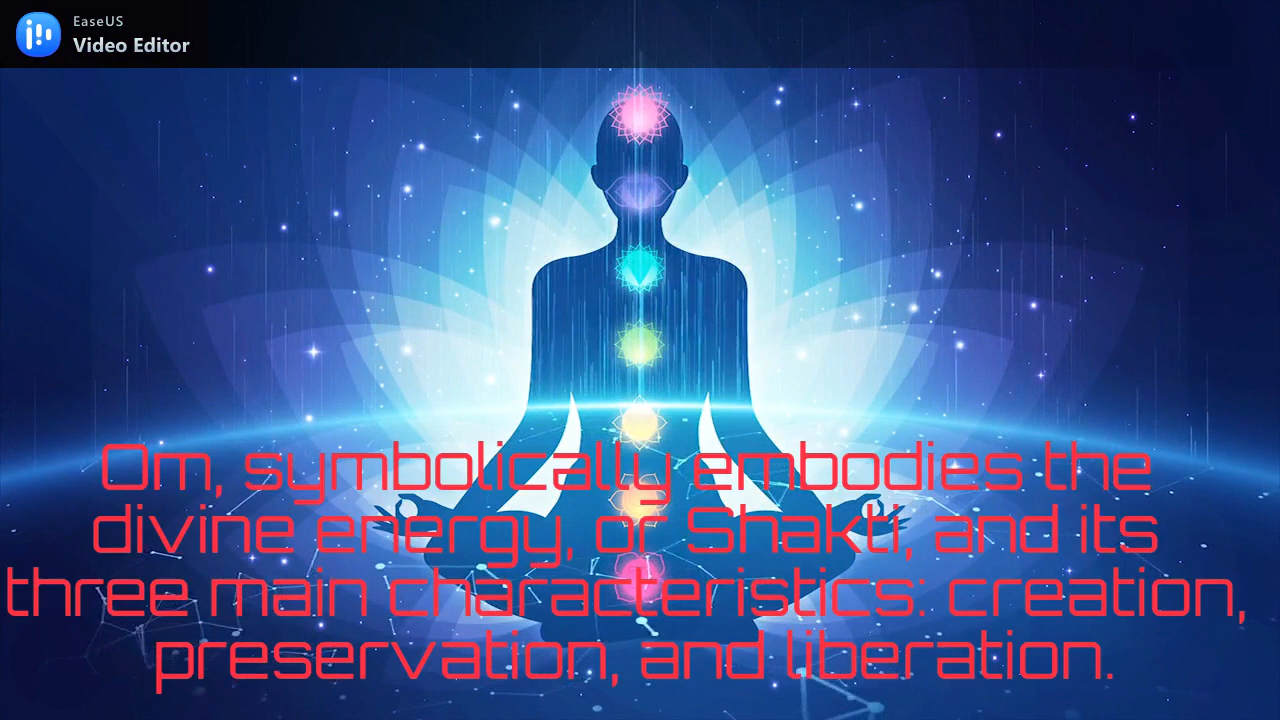 EaseUS
Video Editor
Om, symbolically embodies the
divine energy, or Shakti, and its
three main characteristics: creation,
preservation, and liberation.